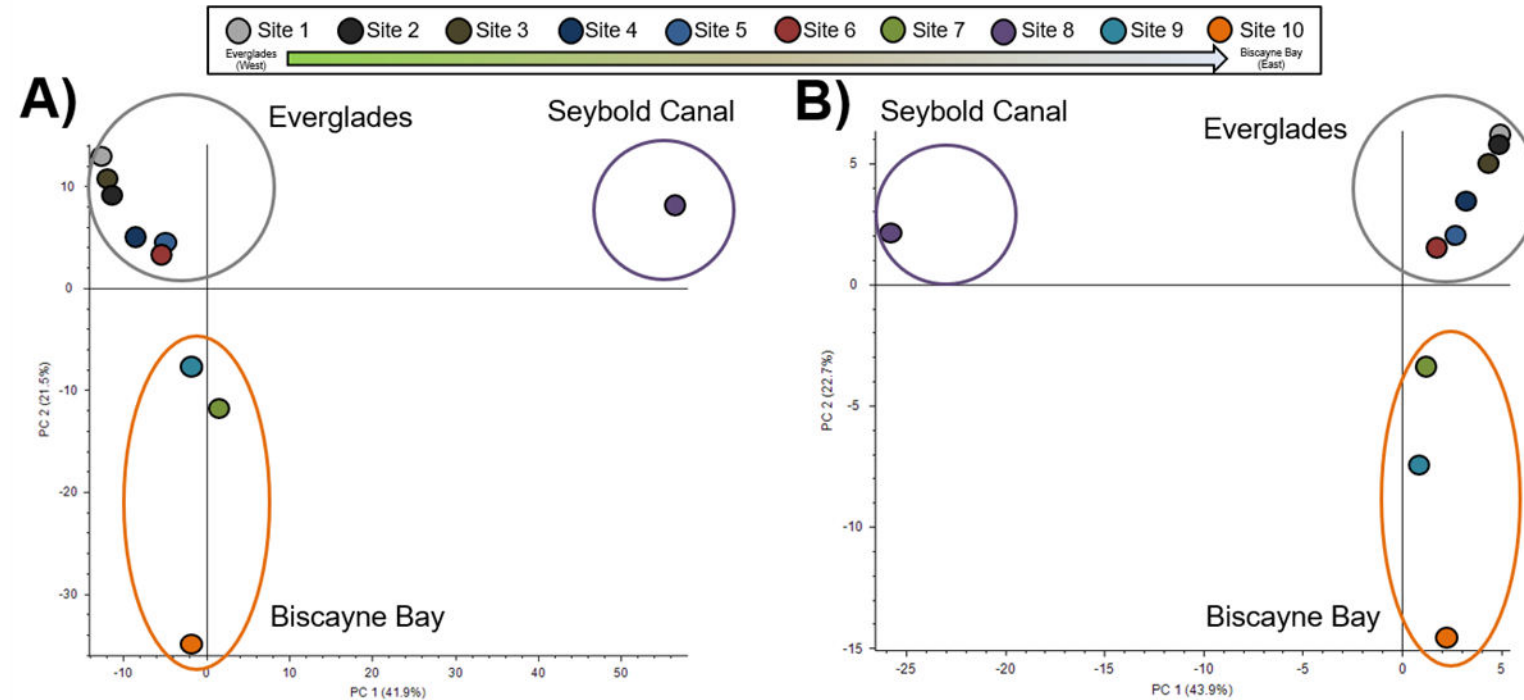 Site 1 Site 2 Site 3 Site 4 Site 5 Site 6 Site 7 Site 8 Site 9 Site 10
Everglades
(West)
Biscayne Bay
(East)
A)
Everglades
Seybold Canal
10
0
-10
-20
-30
PC 2 (21.5%)
Biscayne Bay
-10 0 10 20 30 40 50
PC 1 (41.9%)
B)
Seybold Canal
Everglades
5
0
-5
-10
-15
PC 2 (22.7%)
Biscayne Bay
-25 -20 -15 -10 -5 0 5
PC 1 (43.9%)